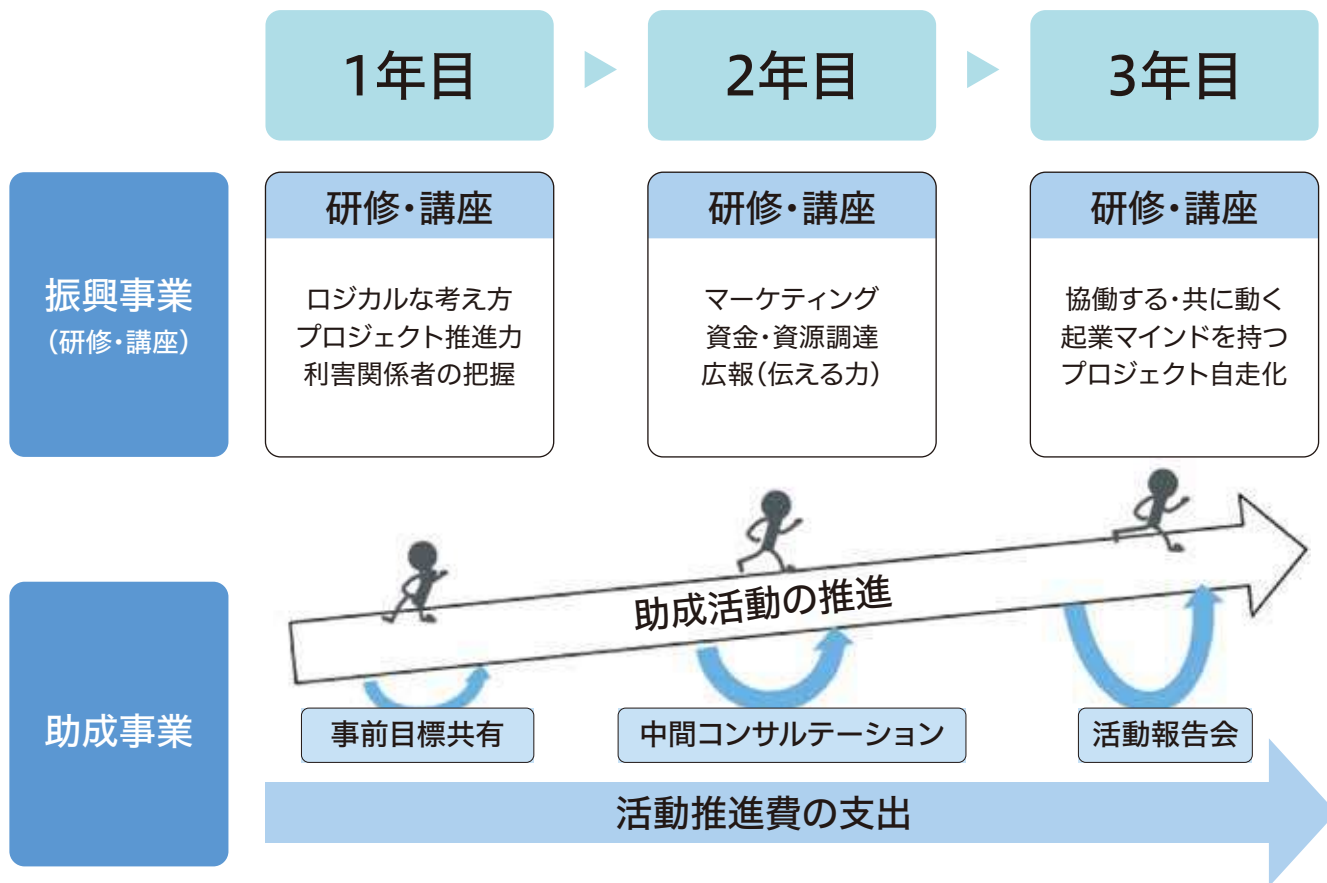 1年目
2年目
3年目
振興事業
(研修・講座)
研修・講座
ロジカルな考え方
プロジェクト推進力
利害関係者の把握
研修・講座
マーケティング
資金・資源調達
広報(伝える力)
研修・講座
協働する・共に動く
起業マインドを持つ
プロジェクト自走化
助成事業
助成活動の推進
事前目標共有
中間コンサルテーション
活動報告会
活動推進費の支出